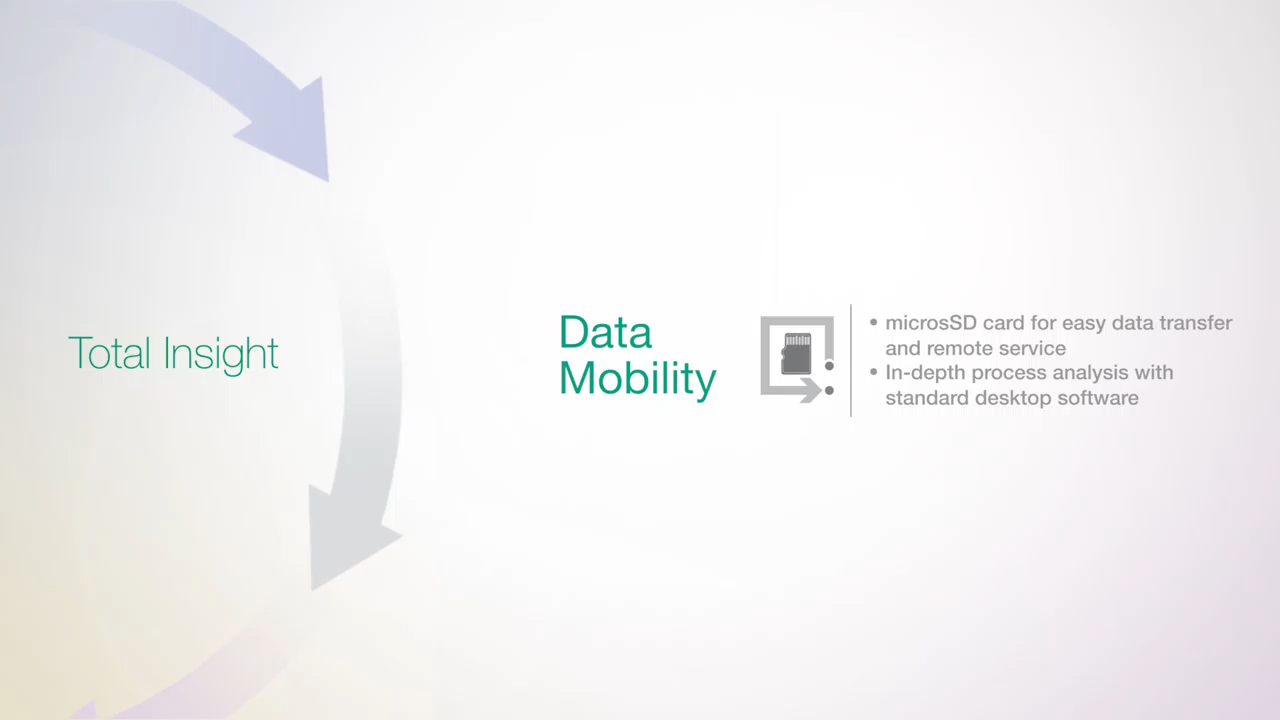 Total Insight
Data
Mobility
• microsSD card for easy data transfer
and remote service
• In-depth process analysis with
standard desktop software